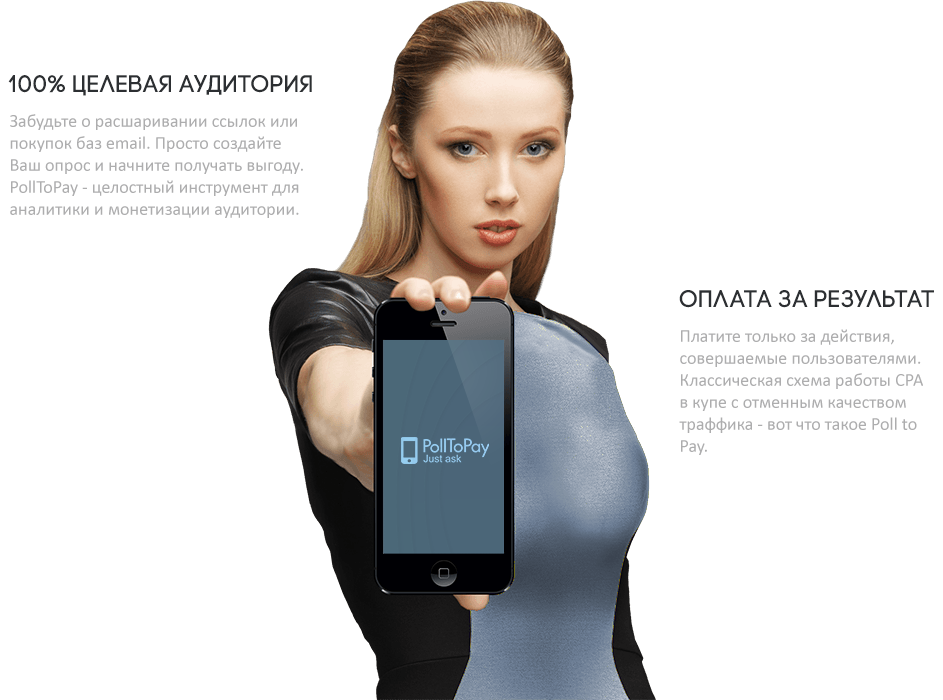 100% ЦЕЛЕВАЯ АУДИТОРИЯ
Забудьте о расшаривании ссылок или
покупок баз email. Просто создайте
Ваш опрос и начните получать выгоду.
PollToPay - целостный инструмент для
аналитики и монетизации аудитории.
ОПЛАТА ЗА РЕЗУЛЬТАТ
Платите только за действия,
совершаемые пользователями.
Классическая схема работы CPA
в купе с отменным качеством
траффика - вот что такое Poll to
Pay.
PollToPay
Just ask